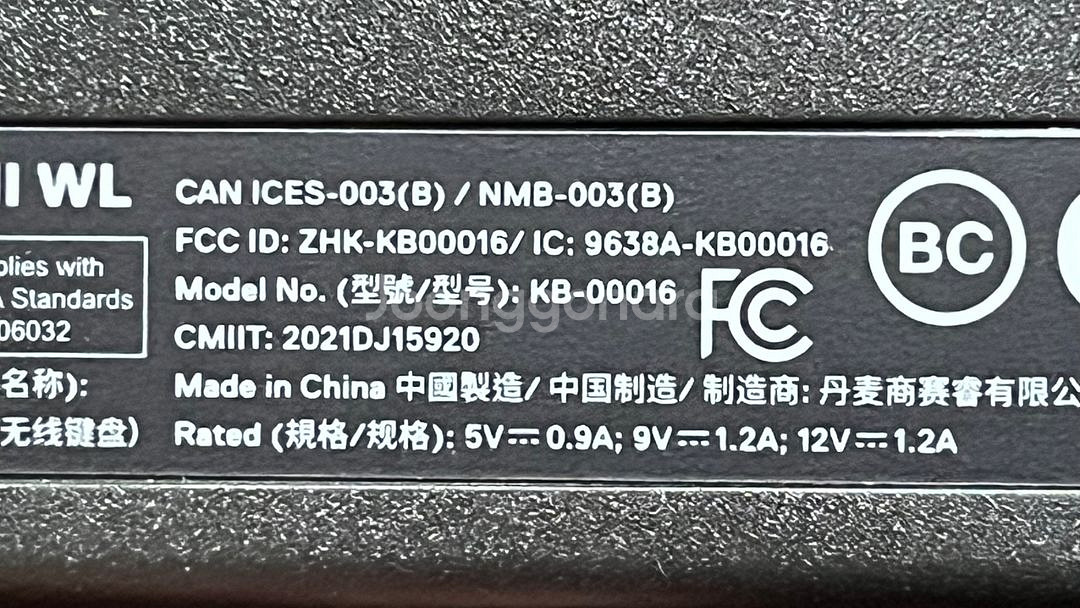 WL
CAN ICES-003(B) / NMB-003(B)
FCC ID: ZHK-KB00016/ IC: 9638A-KB00016
BC
with
Standards
06032
Model No. (型號/型号): KB-00016
joonggonara
FC
CMIIT: 2021DJ15920
名称):
Made in China 中國製造/ 中国制造/ 制造商: 丹麦商赛睿有限公
无线键盘)
Rated (規格/规格): 5V⎓0.9A; 9V⎓1.2A; 12V⎓1.2A